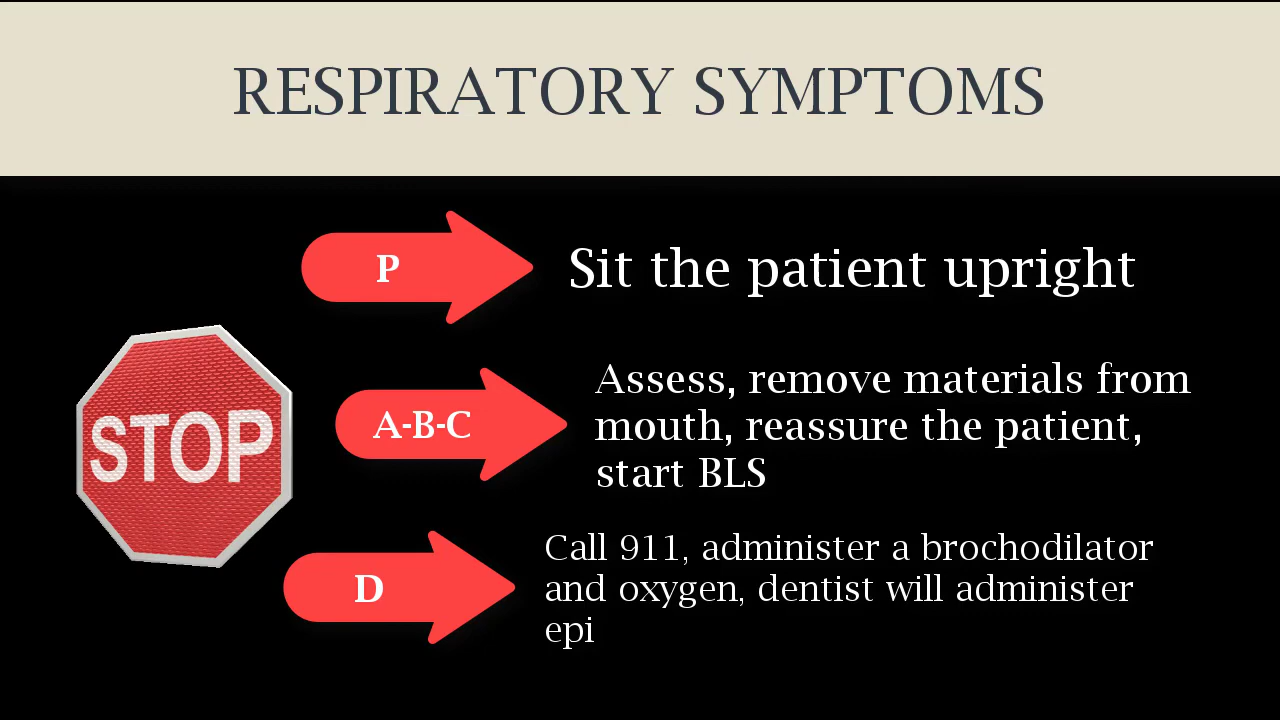 RESPIRATORY SYMPTOMS
P
Sit the patient upright
STOP
A-B-C
Assess, remove materials from
mouth, reassure the patient,
start BLS
D
Call 911, administer a brochodilator
and oxygen, dentist will administer
epi